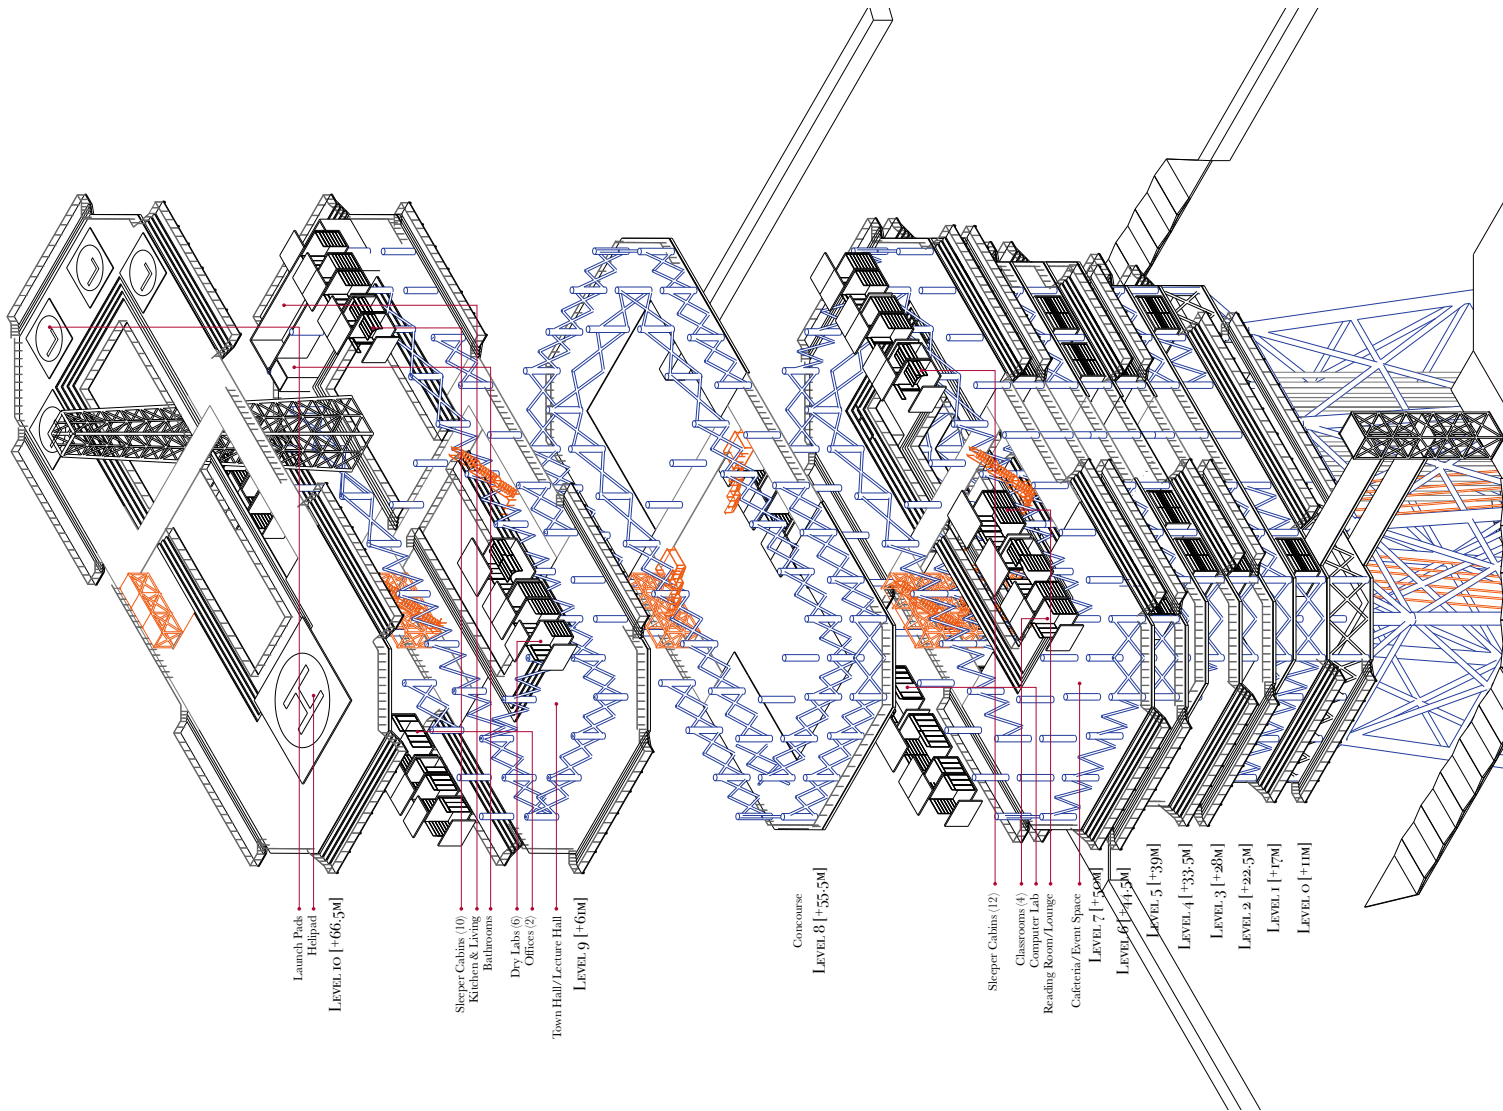 Launch Pads
Helipad
Level 10 [+66.5m]
Sleeper Cabins (10)
Kitchen & Living
Bathrooms
Dry Labs (6)
Offices (2)
Town Hall/Lecture Hall
Level 9 [+61m]
Concourse
Level 8 [+55.5m]
Sleeper Cabins (12)
Classrooms (4)
Computer Lab
Reading Room/Lounge
Cafeteria/Event Space
Level 7 [+50m]
Level 6 [+44.5m]
Level 5 [+39m]
Level 4 [+33.5m]
Level 3 [+28m]
Level 2 [+22.5m]
Level 1 [+17m]
Level 0 [+11m]
H